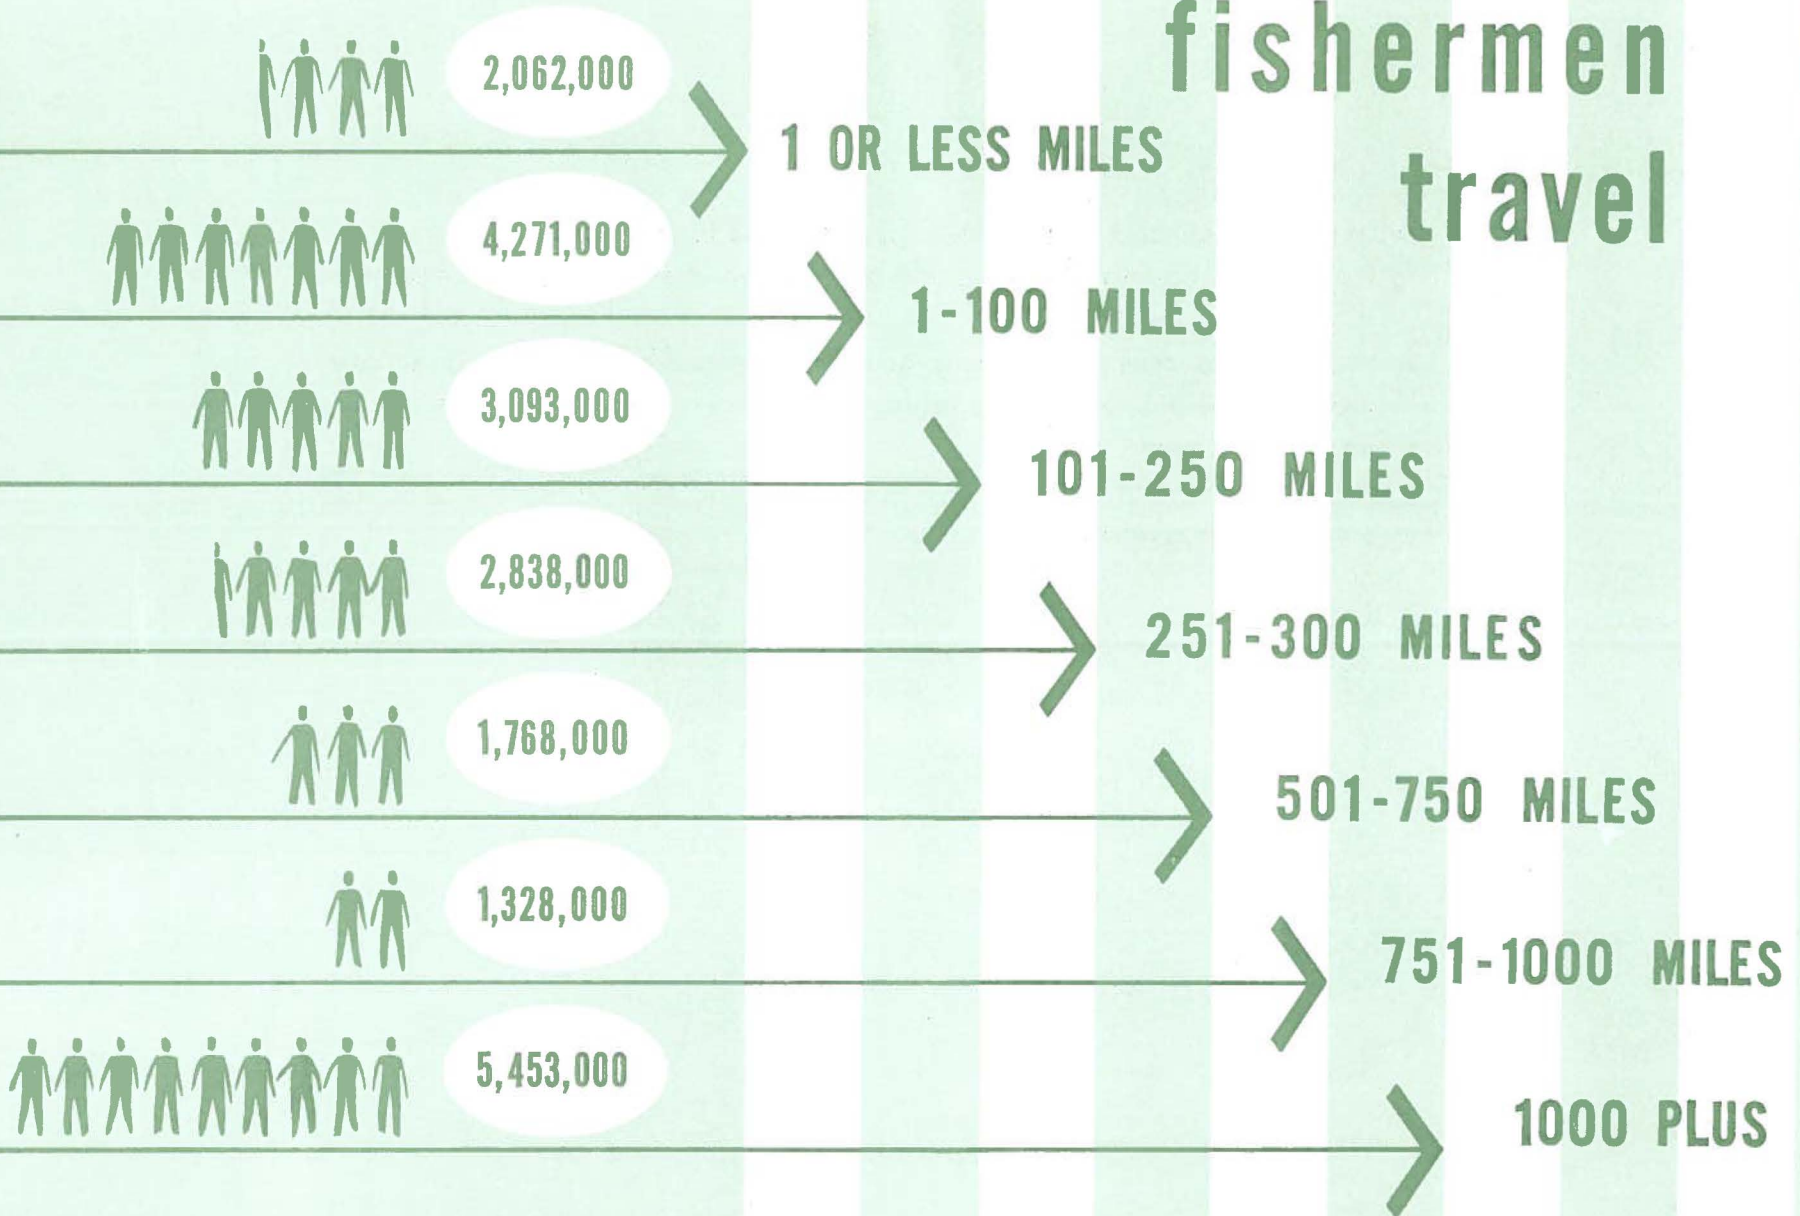 fishermen
travel
2,062,000
1 OR LESS MILES
4,271,000
1-100 MILES
3,093,000
101-250 MILES
2,838,000
251-300 MILES
1,768,000
501-750 MILES
1,328,000
751-1000 MILES
5,453,000
1000 PLUS